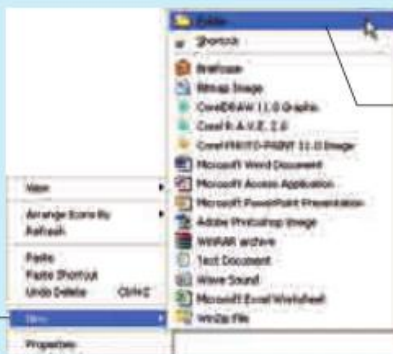 View
Arrange Icons By
Refresh
Paste
Paste Shortcut
Undo Delete Ctrl+Z
New
Properties
Folder
Shortcut
Briefcase
Bitmap Image
CorelDRAW 11.0 Graphic
Corel R.A.V.E. 2.0
Corel PHOTO-PAINT 11.0 Image
Microsoft Word Document
Microsoft Access Application
Microsoft PowerPoint Presentation
Adobe Photoshop Image
WinRAR archive
Text Document
Wave Sound
Microsoft Excel Worksheet
WinZip File